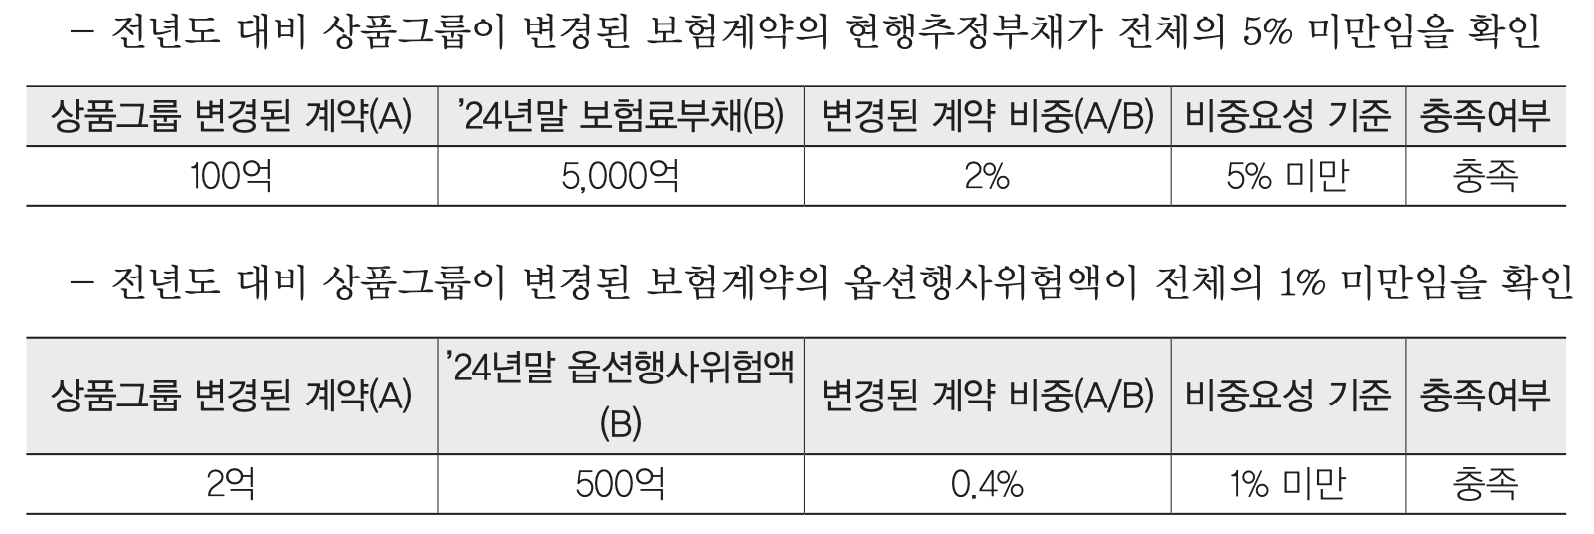 – 전년도 대비 상품그룹이 변경된 보험계약의 현행추정부채가 전체의 5% 미만임을 확인
상품그룹 변경된 계약(A) ’24년말 보험료부채(B) 변경된 계약 비중(A/B) 비중요성 기준 충족여부
100억 5,000억 2% 5% 미만 충족
– 전년도 대비 상품그룹이 변경된 보험계약의 옵션행사위험액이 전체의 1% 미만임을 확인
상품그룹 변경된 계약(A) ’24년말 옵션행사위험액 변경된 계약 비중(A/B) 비중요성 기준 충족여부
(B)
2억 500억 0.4% 1% 미만 충족